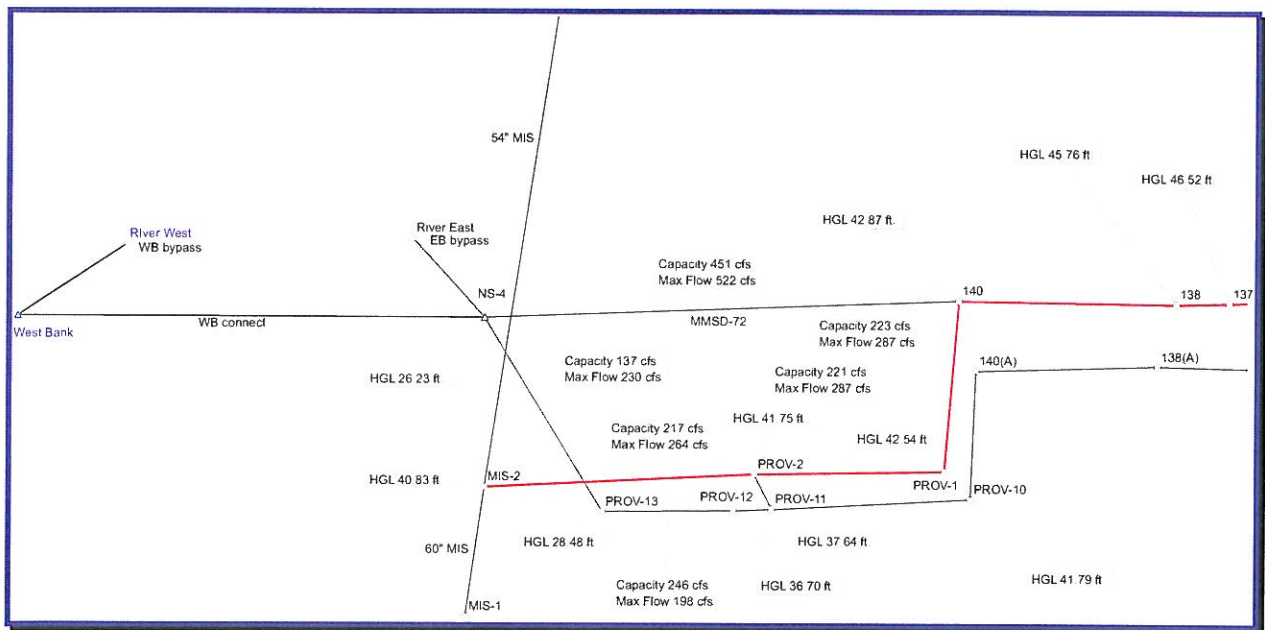 54" MIS
HGL 45 76 ft
HGL 46 52 ft
HGL 42 87 ft.
RIver West
WB bypass
River East
EB bypass
Capacity 451 cfs
Max Flow 522 cfs
NS-4
140
138
137
West Bank
WB connect
MMSD-72
Capacity 223 cfs
Max Flow 287 cfs
Capacity 137 cfs
Max Flow 230 cfs
140(A)
138(A)
HGL 26 23 ft
Capacity 221 cfs
Max Flow 287 cfs
HGL 41 75 ft
Capacity 217 cfs
Max Flow 264 cfs
HGL 42 54 ft
HGL 40 83 ft
MIS-2
PROV-2
PROV-1
PROV-10
PROV-13
PROV-12
PROV-11
60" MIS
HGL 28 48 ft
HGL 37 64 ft
Capacity 246 cfs
Max Flow 198 cfs
HGL 36 70 ft
HGL 41.79 ft
MIS-1